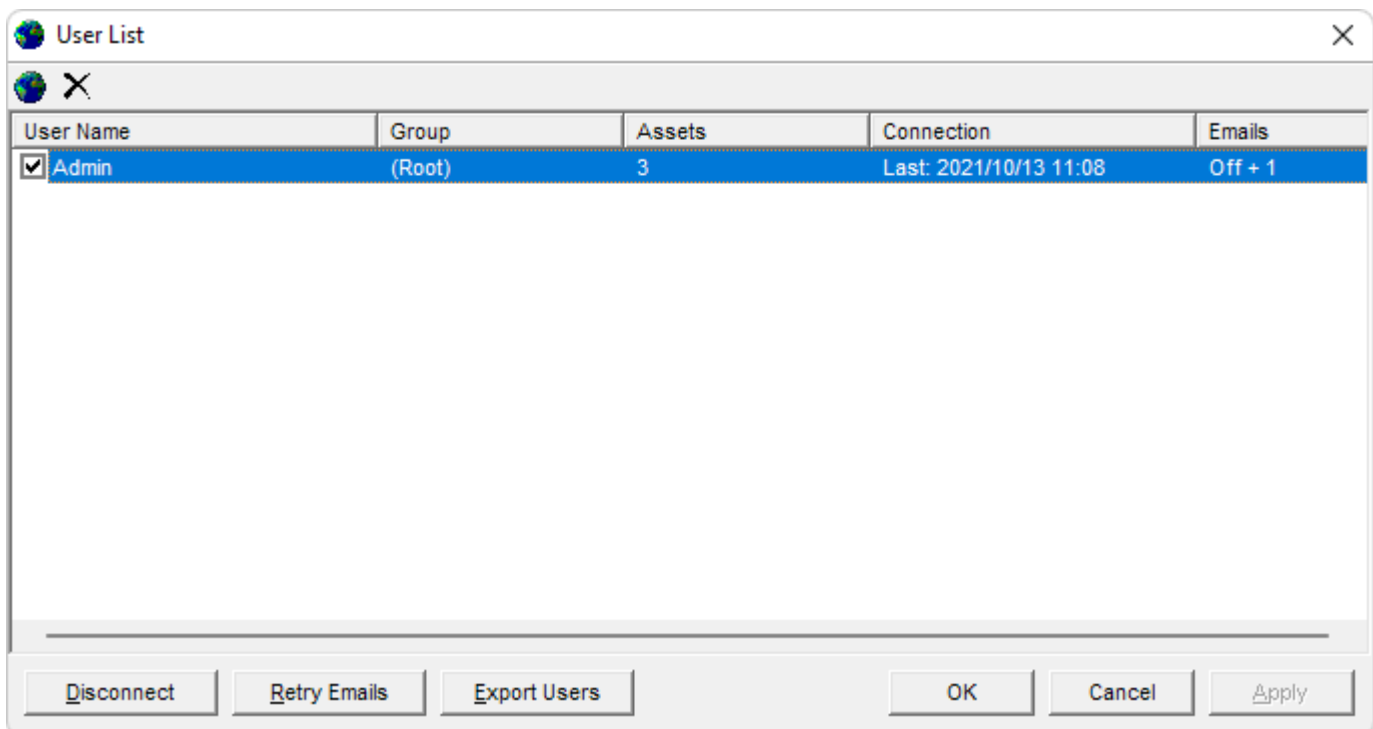 User List
User Name Group Assets Connection Emails
Admin (Root) 3 Last: 2021/10/13 11:08 Off + 1
Disconnect Retry Emails Export Users OK Cancel Apply